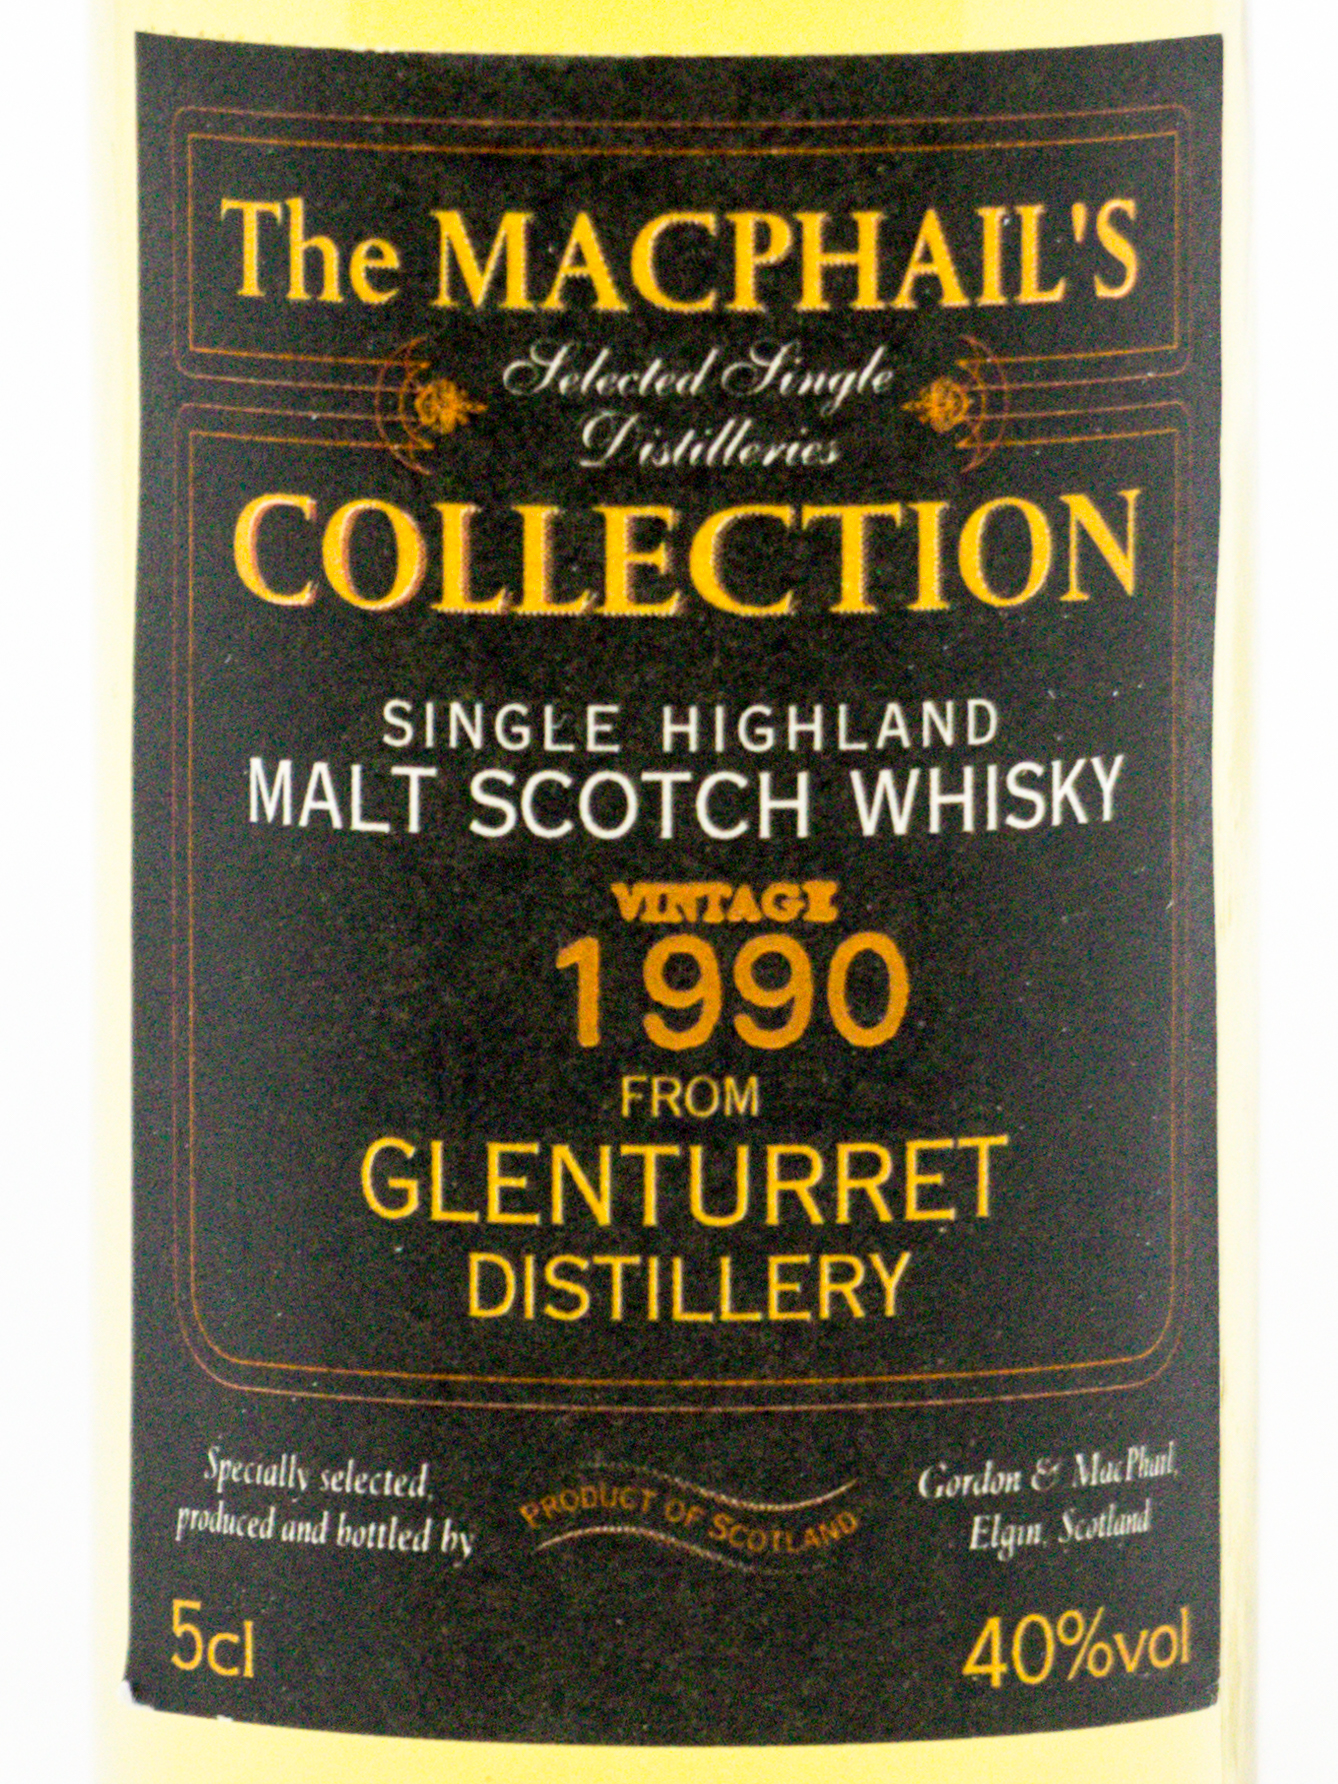 The MACPHAIL'S
Selected Single
Distilleries
COLLECTION
SINGLE HIGHLAND
MALT SCOTCH WHISKY
VINTAGE
1990
FROM
GLENTURRET
DISTILLERY
Specially selected,
produced and bottled by
PRODUCT OF SCOTLAND
Gordon & MacPhail,
Elgin, Scotland
5cl
40%vol